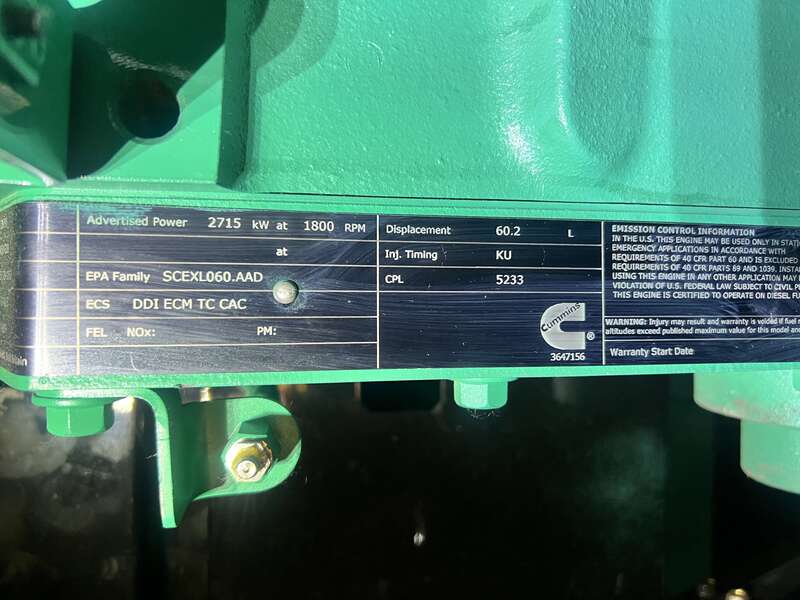 Advertised Power 2715 kW at 1800 RPM
at
EPA Family SCEXL060.AAD
ECS DDI ECM TC CAC
FEL NOx: PM:
Displacement 60.2 L
Inj. Timing KU
CPL 5233
Cummins ®
3647156
EMISSION CONTROL INFORMATION
IN THE U.S. THIS ENGINE MAY BE USED ONLY IN
EMERGENCY APPLICATIONS IN ACCORDANCE WITH
REQUIREMENTS OF 40 CFR PART 60 AND IS EXCLUDED
REQUIREMENTS OF 40 CFR PARTS 89 AND 1039.
USING THIS ENGINE IN ANY OTHER APPLICATION MAY
VIOLATION OF U.S. FEDERAL LAW SUBJECT TO CIVIL
THIS ENGINE IS CERTIFIED TO OPERATE ON DIESEL
WARNING: Injury may result and warranty is voided if fuel
altitudes exceed published maximum value for this model and
Warranty Start Date